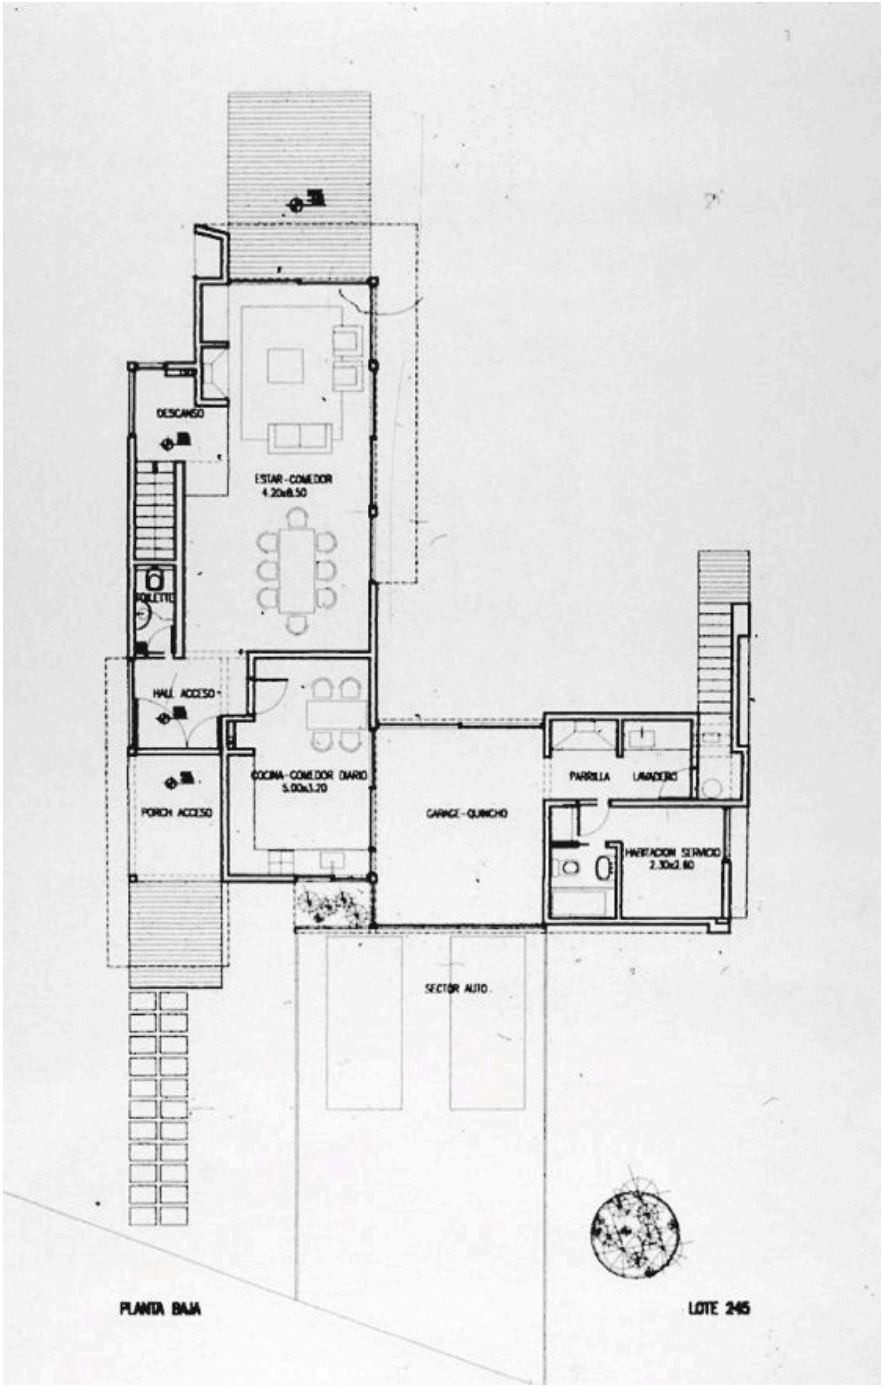 DESCANSO
ESTAR-COMEDOR
4.20x8.50
TOILETTE
HALL ACCESO
COCINA-COMEDOR DIARIO
5.00x3.20
PORCH ACCESO
GARAGE-QUINCHO
PARRILLA
LAVADERO
HABITACION SERVICIO
2.30x2.80
SECTOR AUTO
PLANTA BAJA
LOTE 245